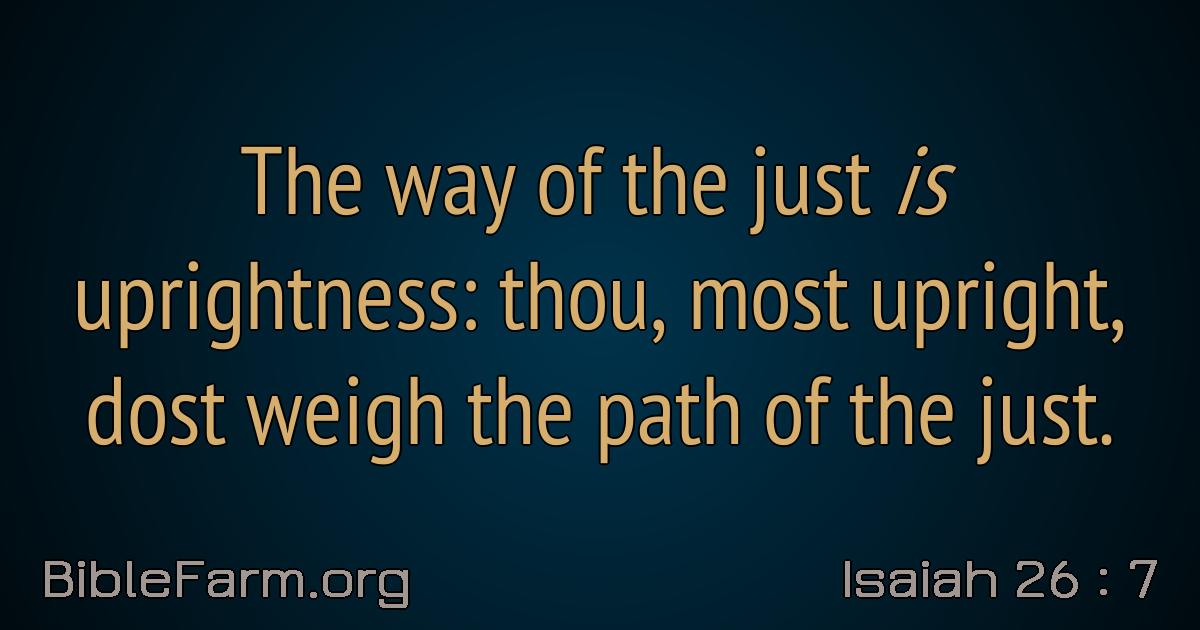 The way of the just is
uprightness: thou, most upright,
dost weigh the path of the just.
BibleFarm.org
Isaiah 26 : 7